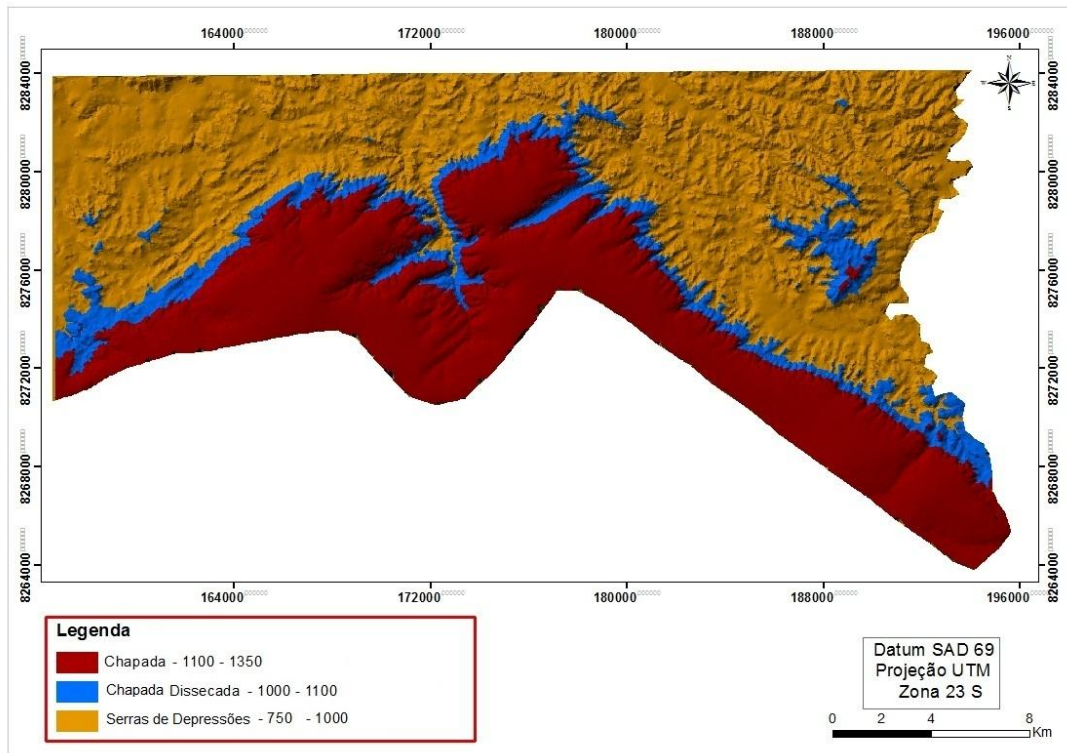 164000 172000 180000 188000 196000
8284000 8284000
8280000 8280000
8276000 8276000
8272000 8272000
8268000 8268000
8264000 8264000
164000 172000 180000 188000 196000
Legenda
Chapada - 1100 - 1350
Chapada Dissecada - 1000 - 1100
Serras de Depressões - 750 - 1000
Datum SAD 69
Projeção UTM
Zona 23 S
0 2 4 8
Km